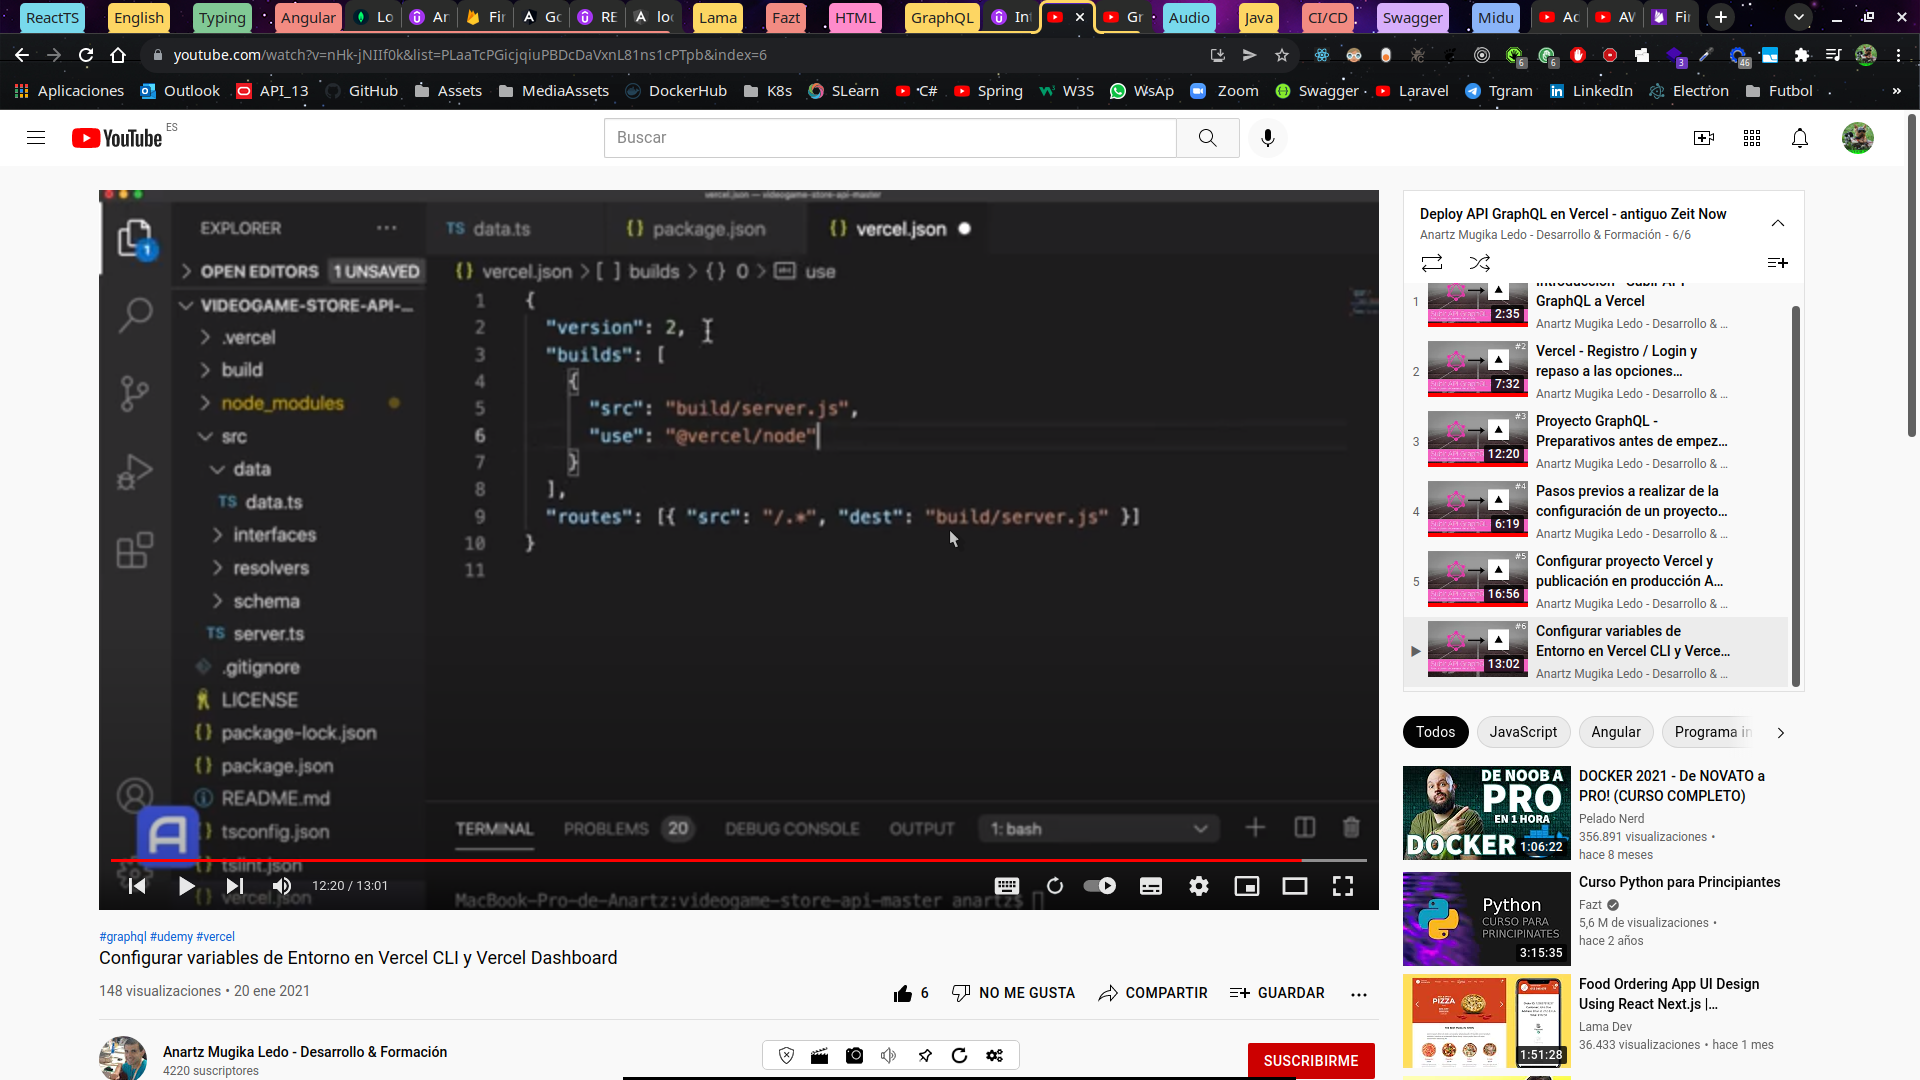 ReactTS
English
Typing
Angular
Lo
Ar
Fir
Gc
RE
loc
Lama
Fazt
HTML
GraphQL
Int
Gr
Audio
Java
CI/CD
Swagger
Midu
Ac
AV
Fir
youtube.com/watch?v=nHk-jNIIf0k&list=PLaaTcPGicjqiuPBDcDaVxnL81ns1cPTpb&index=6
6
6
3
46
Aplicaciones
Outlook
API_13
GitHub
Assets
MediaAssets
DockerHub
K8s
SLearn
C#
Spring
W3S
WsAp
Zoom
Swagger
Laravel
Tgram
LinkedIn
Electron
Futbol
»
YouTube ES
Buscar
vercel.json — videogame-store-api-master
EXPLORER ...
TS data.ts
{} package.json
{} vercel.json
1
OPEN EDITORS 1 UNSAVED
{} vercel.json > [ ] builds > {} 0 > use
VIDEOGAME-STORE-API-...
.vercel
build
node_modules
src
data
TS data.ts
interfaces
resolvers
schema
TS server.ts
.gitignore
LICENSE
{} package-lock.json
{} package.json
README.md
tsconfig.json
tslint.json
vercel.json
1 {
2 "version": 2,
3 "builds": [
4 {
5 "src": "build/server.js",
6 "use": "@vercel/node"
7 }
8 ],
9 "routes": [{ "src": "/.*", "dest": "build/server.js" }]
10 }
11
TERMINAL PROBLEMS 20 DEBUG CONSOLE OUTPUT 1: bash
MacBook-Pro-de-Anartz:videogame-store-api-master anartz$
A
12:20 / 13:01
#graphql #udemy #vercel
Configurar variables de Entorno en Vercel CLI y Vercel Dashboard
148 visualizaciones • 20 ene 2021
6
NO ME GUSTA
COMPARTIR
GUARDAR
Anartz Mugika Ledo - Desarrollo & Formación
4220 suscriptores
SUSCRIBIRME
Deploy API GraphQL en Vercel - antiguo Zeit Now
Anartz Mugika Ledo - Desarrollo & Formación - 6/6
1
2:35
GraphQL a Vercel
Anartz Mugika Ledo - Desarrollo & ...
2
#2
7:32
Vercel - Registro / Login y
repaso a las opciones...
Anartz Mugika Ledo - Desarrollo & ...
3
#3
12:20
Proyecto GraphQL -
Preparativos antes de empez...
Anartz Mugika Ledo - Desarrollo & ...
4
#4
6:19
Pasos previos a realizar de la
configuración de un proyecto...
Anartz Mugika Ledo - Desarrollo & ...
5
#5
16:56
Configurar proyecto Vercel y
publicación en producción A...
Anartz Mugika Ledo - Desarrollo & ...
#6
13:02
Configurar variables de
Entorno en Vercel CLI y Verce...
Anartz Mugika Ledo - Desarrollo & ...
Todos
JavaScript
Angular
Programa in
DE NOOB A
PRO
EN 1 HORA
DOCKER
1:06:22
DOCKER 2021 - De NOVATO a
PRO! (CURSO COMPLETO)
Pelado Nerd
356.891 visualizaciones •
hace 8 meses
Python
CURSO PARA
PRINCIPINATES
3:15:35
Curso Python para Principiantes
Fazt
5,6 M de visualizaciones •
hace 2 años
PIZZA
1:51:28
Food Ordering App UI Design
Using React Next.js |...
Lama Dev
36.433 visualizaciones • hace 1 mes